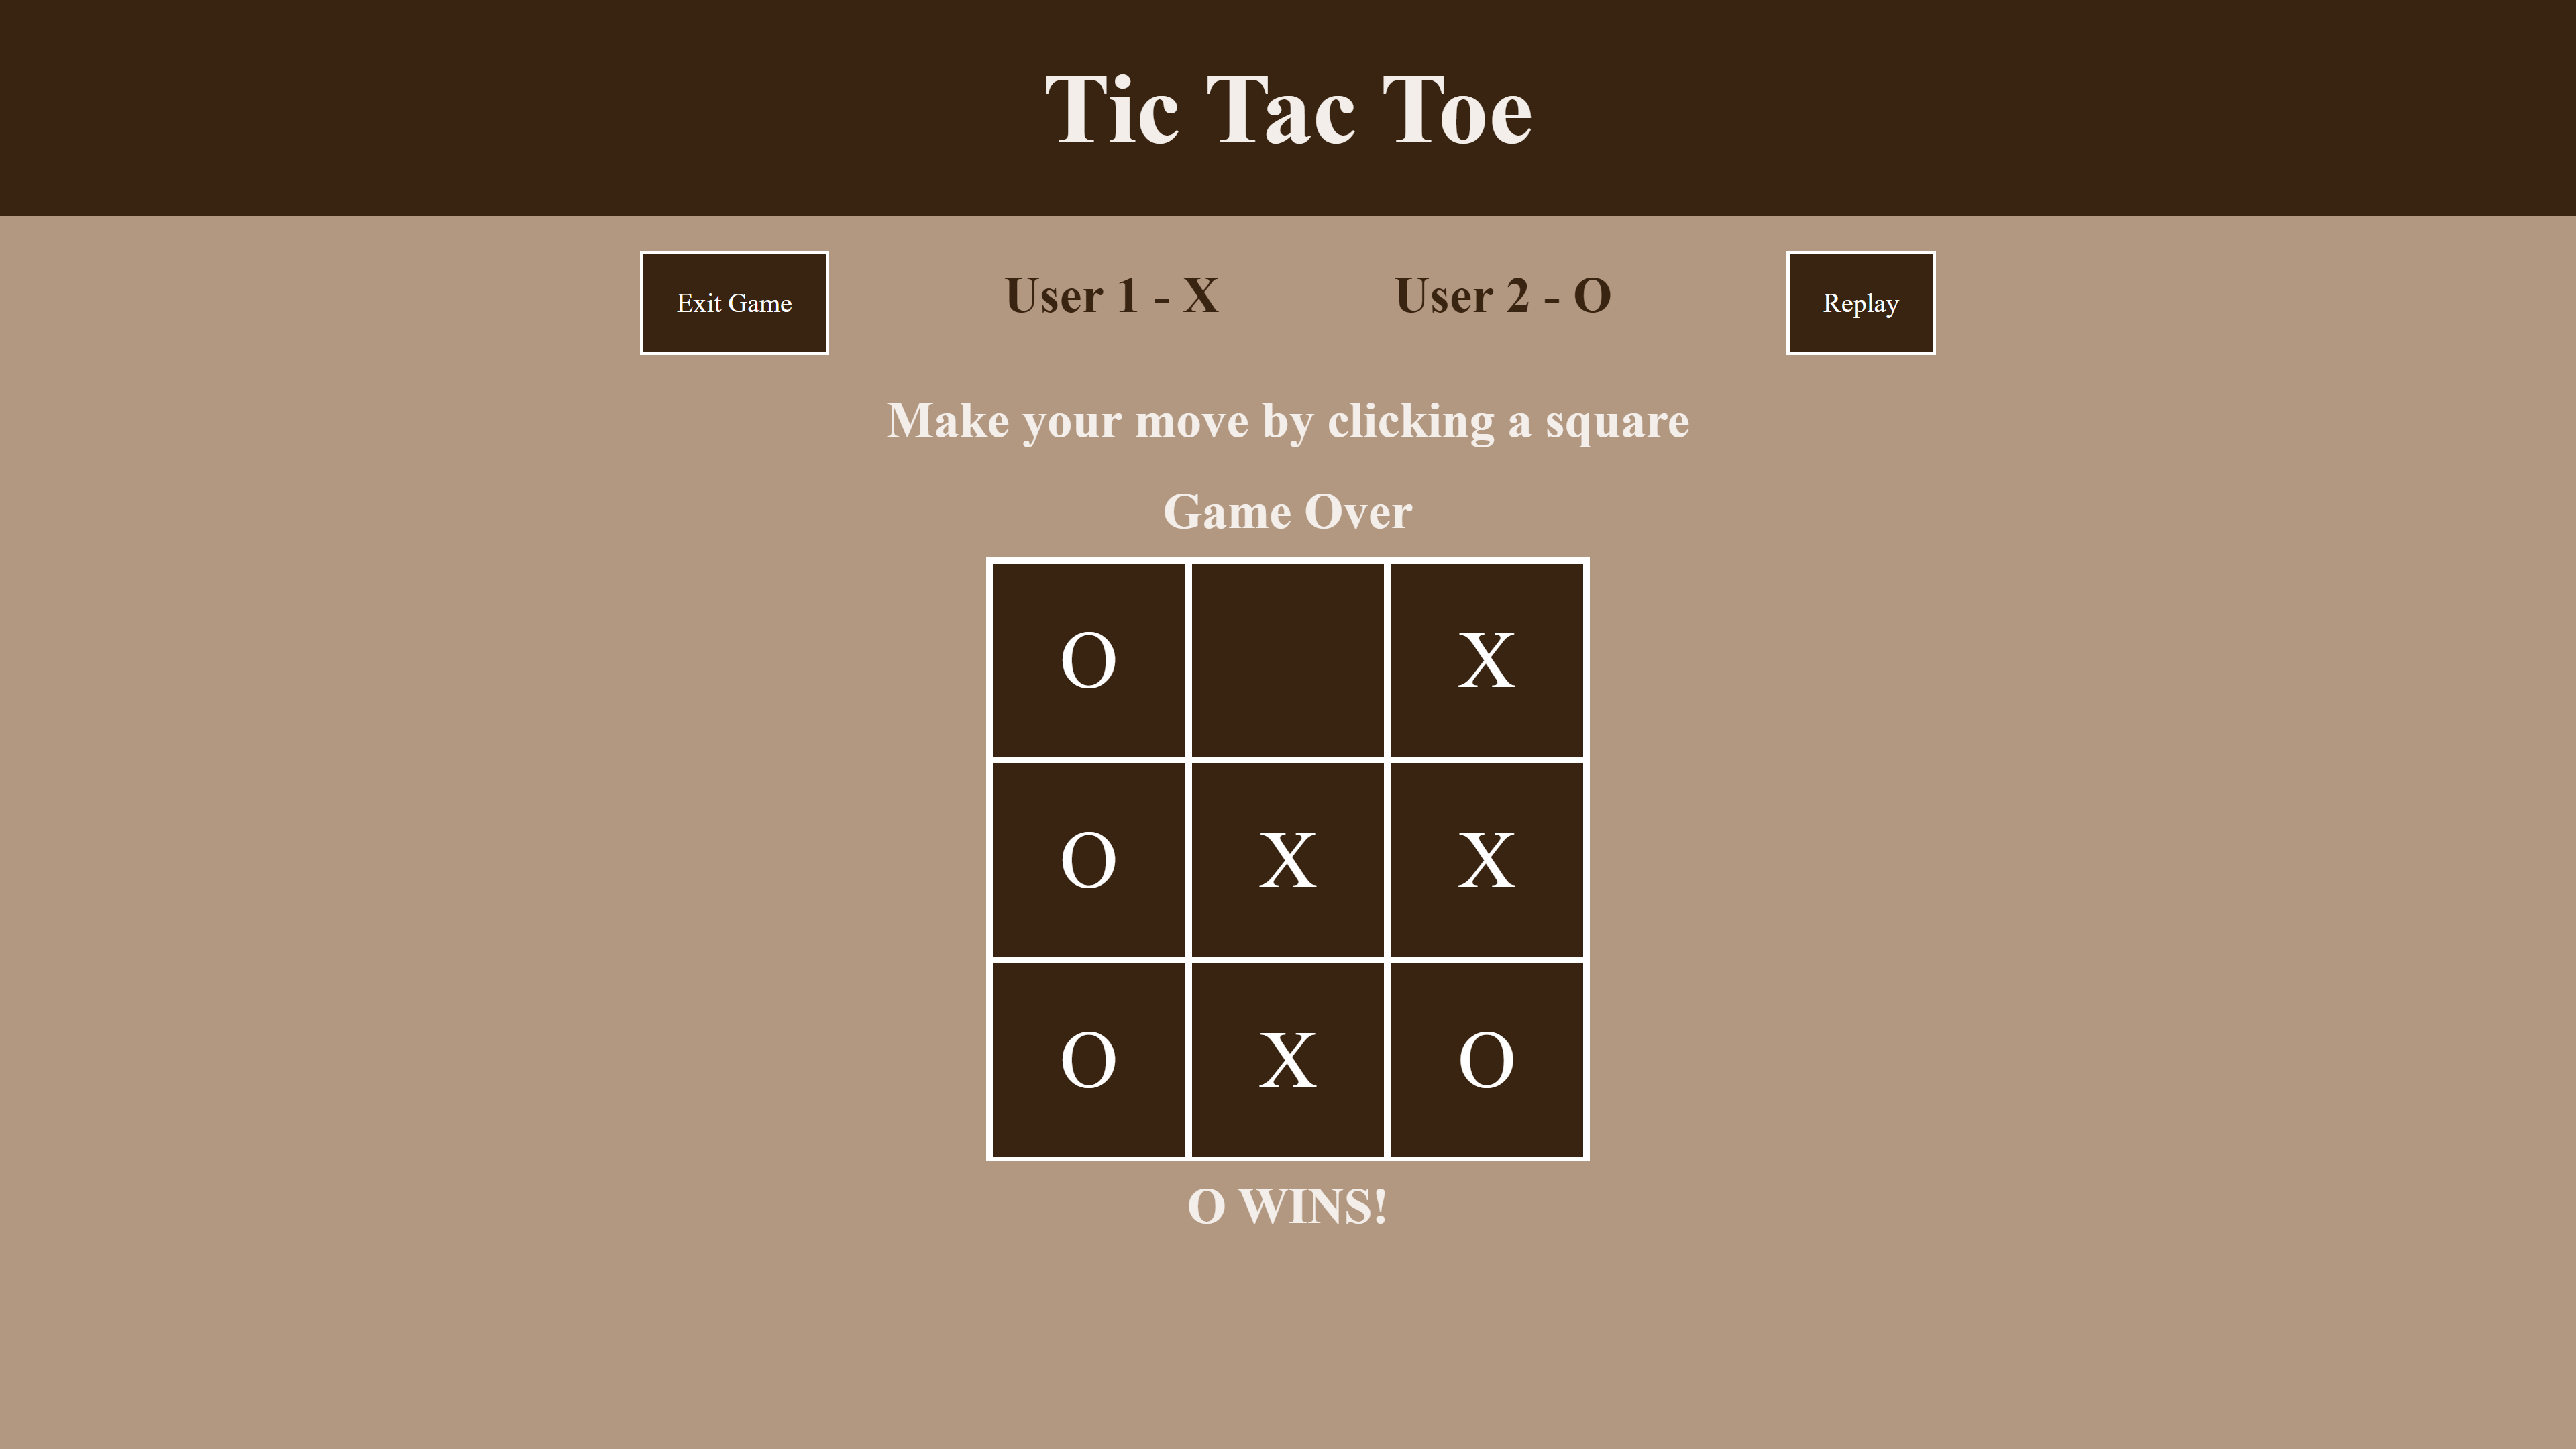 Tic Tac Toe
Exit Game
User 1 - X
User 2 - O
Replay
Make your move by clicking a square
Game Over
O X
O X X
O X O
O WINS!